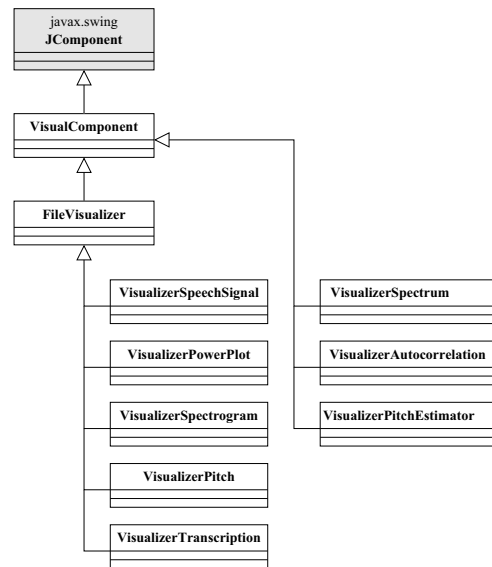 javax.swing
JComponent
VisualComponent
FileVisualizer
VisualizerSpeechSignal
VisualizerSpectrum
VisualizerPowerPlot
VisualizerAutocorrelation
VisualizerSpectrogram
VisualizerPitchEstimator
VisualizerPitch
VisualizerTranscription